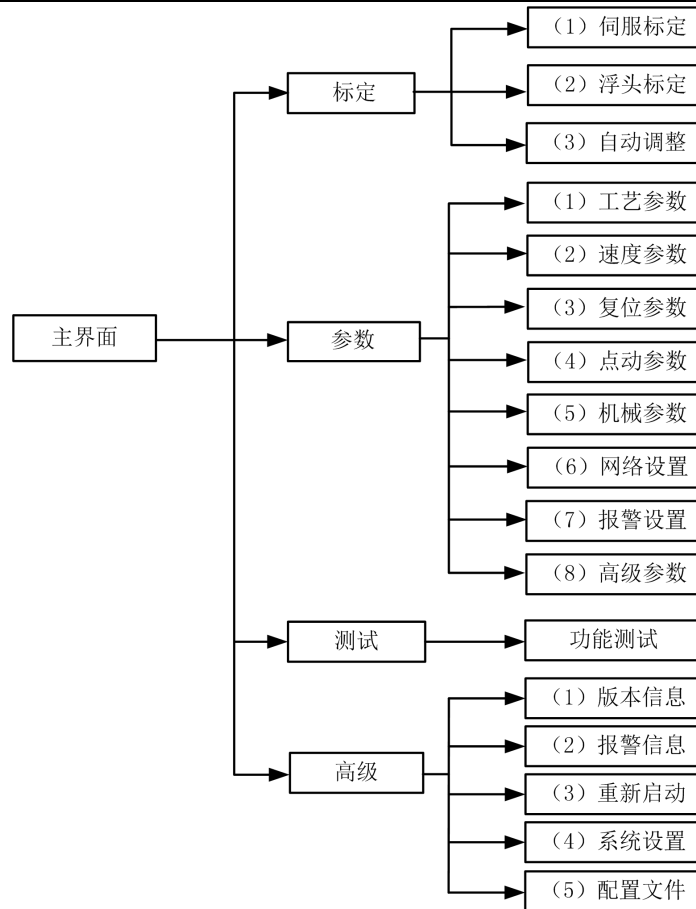 主界面
标定
（1）伺服标定
（2）浮头标定
（3）自动调整
参数
（1）工艺参数
（2）速度参数
（3）复位参数
（4）点动参数
（5）机械参数
（6）网络设置
（7）报警设置
（8）高级参数
测试
功能测试
高级
（1）版本信息
（2）报警信息
（3）重新启动
（4）系统设置
（5）配置文件